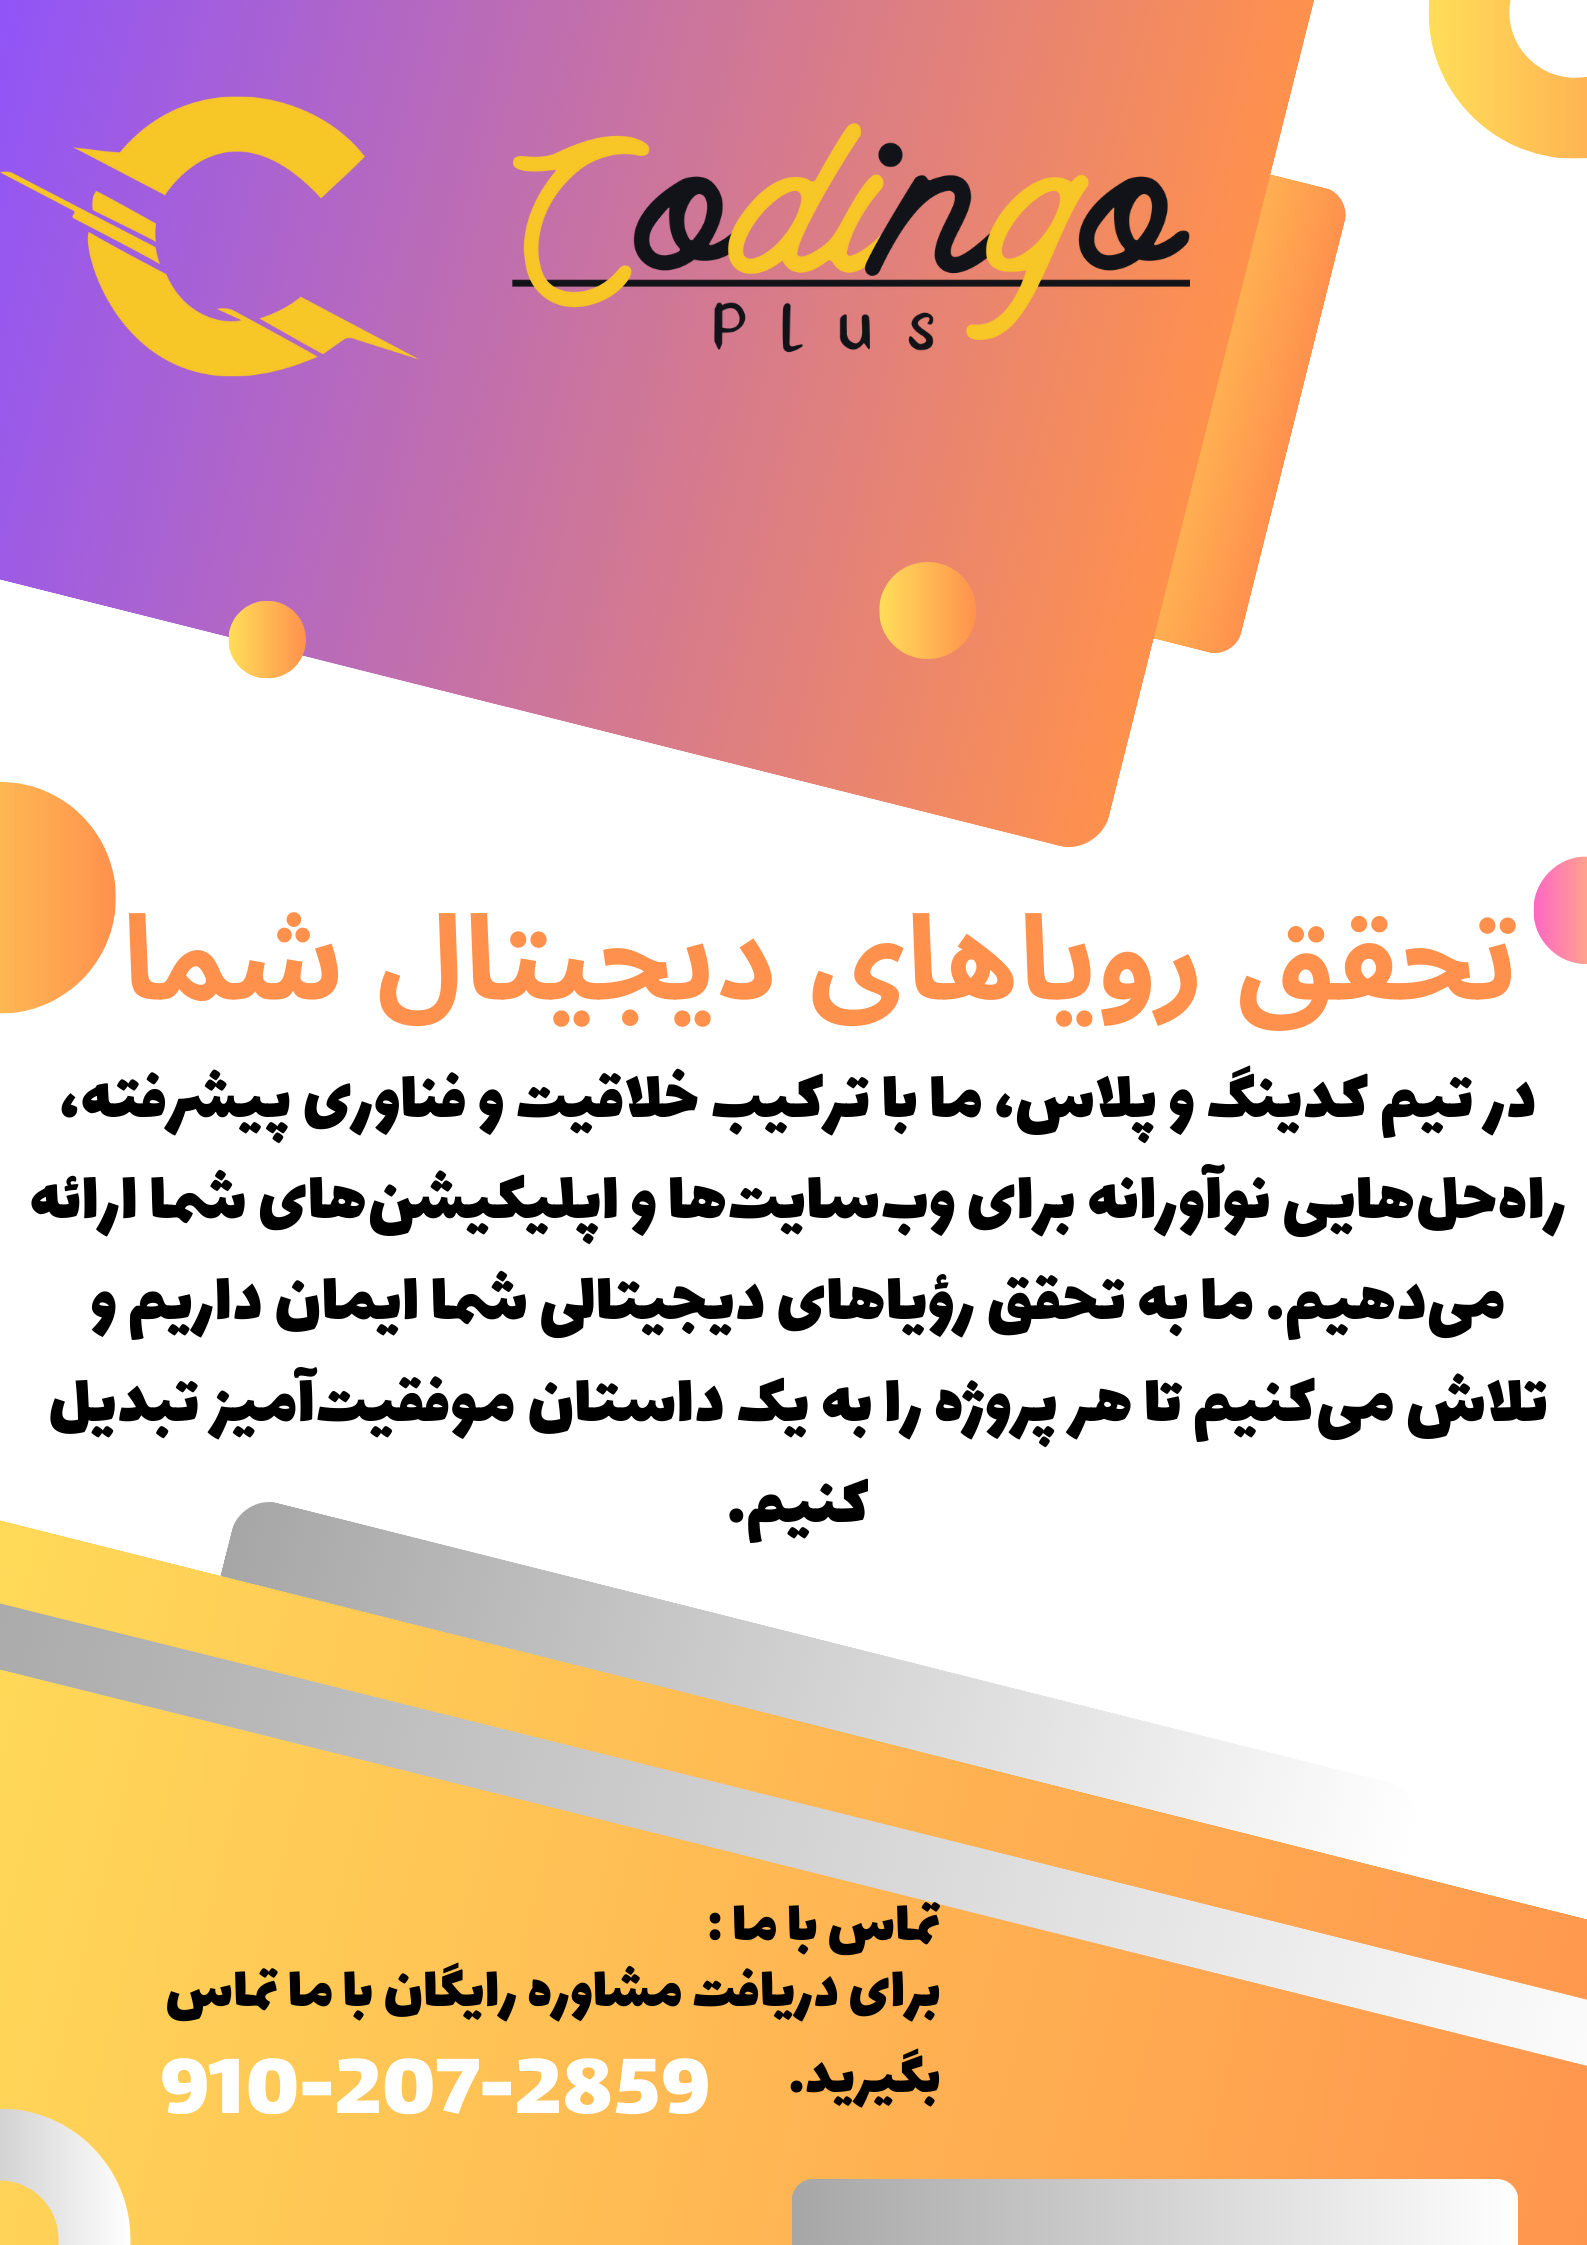 Codingo
Plus
تحقق رویاهای دیجیتال شما
در تیم کدینگ و پلاس، ما با ترکیب خلاقیت و فناوری پیشرفته،
راه‌حل‌هایی نوآورانه برای وب‌سایت‌ها و اپلیکیشن‌های شما ارائه
می‌دهیم. ما به تحقق رؤیاهای دیجیتالی شما ایمان داریم و
تلاش می‌کنیم تا هر پروژه را به یک داستان موفقیت‌آمیز تبدیل
کنیم.
تماس با ما :
برای دریافت مشاوره رایگان با ما تماس
بگیرید.
910-207-2859